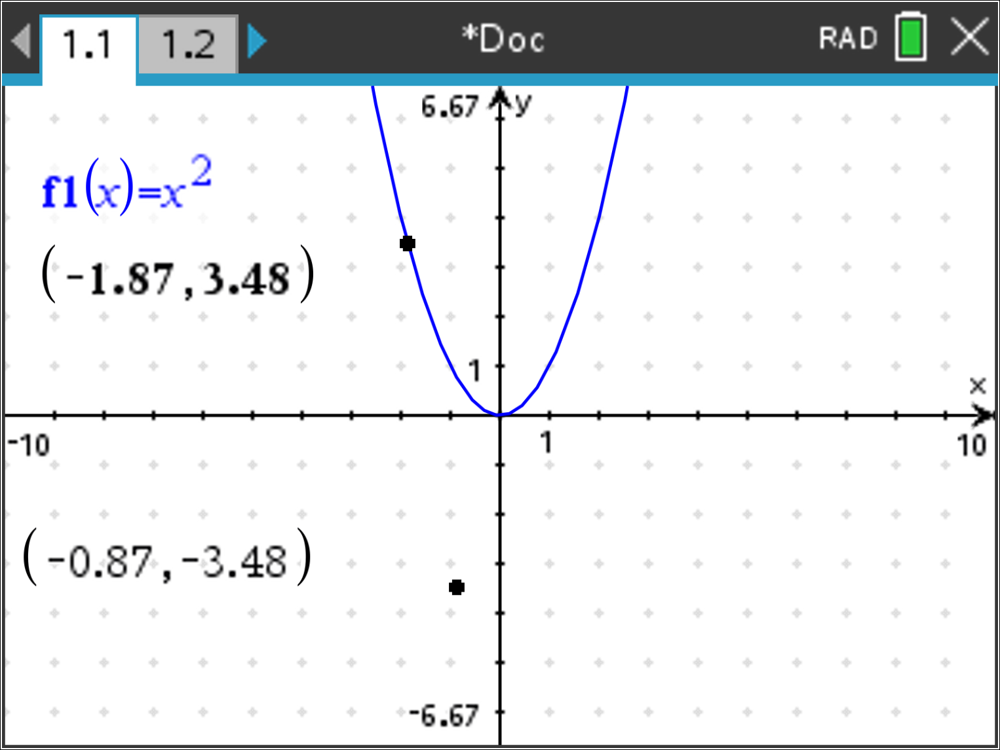 1.1 1.2 *Doc RAD
6.67 y
f1(x)=x²
(-1.87,3.48)
1
x
-10 1 10
(-0.87,-3.48)
-6.67